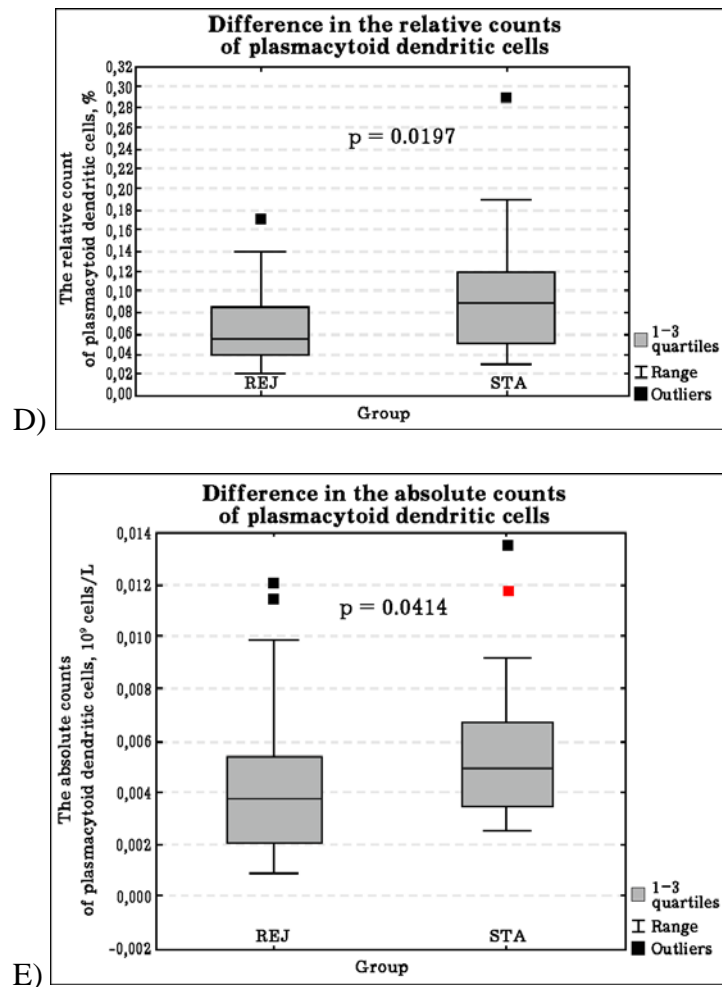 Difference in the relative counts
of plasmacytoid dendritic cells
The relative count
of plasmacytoid dendritic cells, %
0,32
0,30
0,28
0,26
0,24
0,22
0,20
0,18
0,16
0,14
0,12
0,10
0,08
0,06
0,04
0,02
0,00
p = 0.0197
REJ
STA
Group
1-3
quartiles
Range
Outliers
D)
Difference in the absolute counts
of plasmacytoid dendritic cells
The absolute counts
of plasmacytoid dendritic cells, 10⁹ cells/L
0,014
0,012
0,010
0,008
0,006
0,004
0,002
0,000
-0,002
p = 0.0414
REJ
STA
Group
1-3
quartiles
Range
Outliers
E)